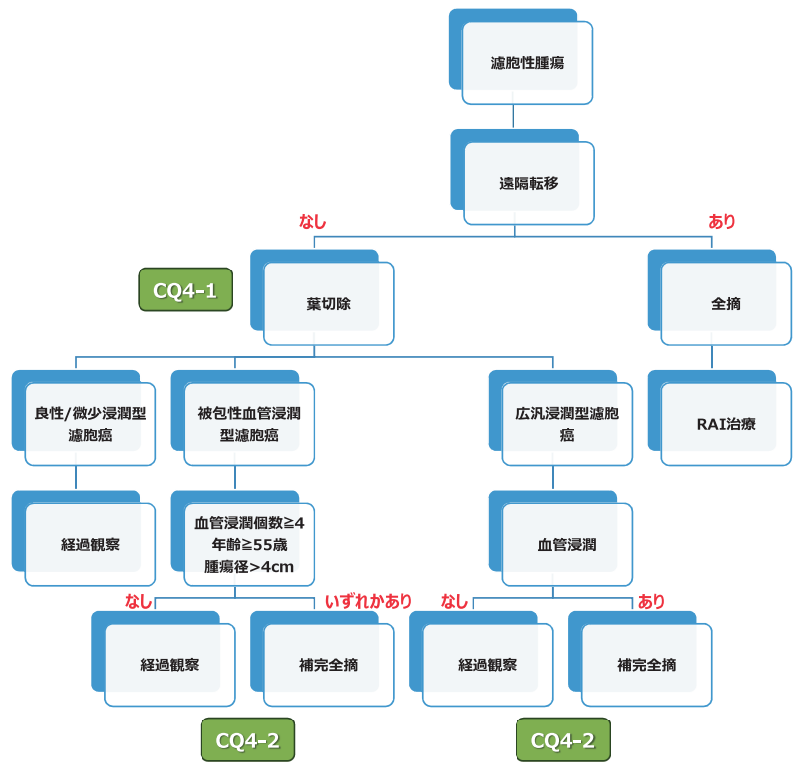 濾胞性腫瘍
遠隔転移
なし
あり
CQ4-1
葉切除
全摘
良性/微少浸潤型
濾胞癌
被包性血管浸潤
型濾胞癌
広汎浸潤型濾胞
癌
RAI治療
経過観察
血管浸潤個数≧4
年齢≧55歳
腫瘍径>4cm
血管浸潤
なし
いずれかあり
なし
あり
経過観察
補完全摘
経過観察
補完全摘
CQ4-2
CQ4-2